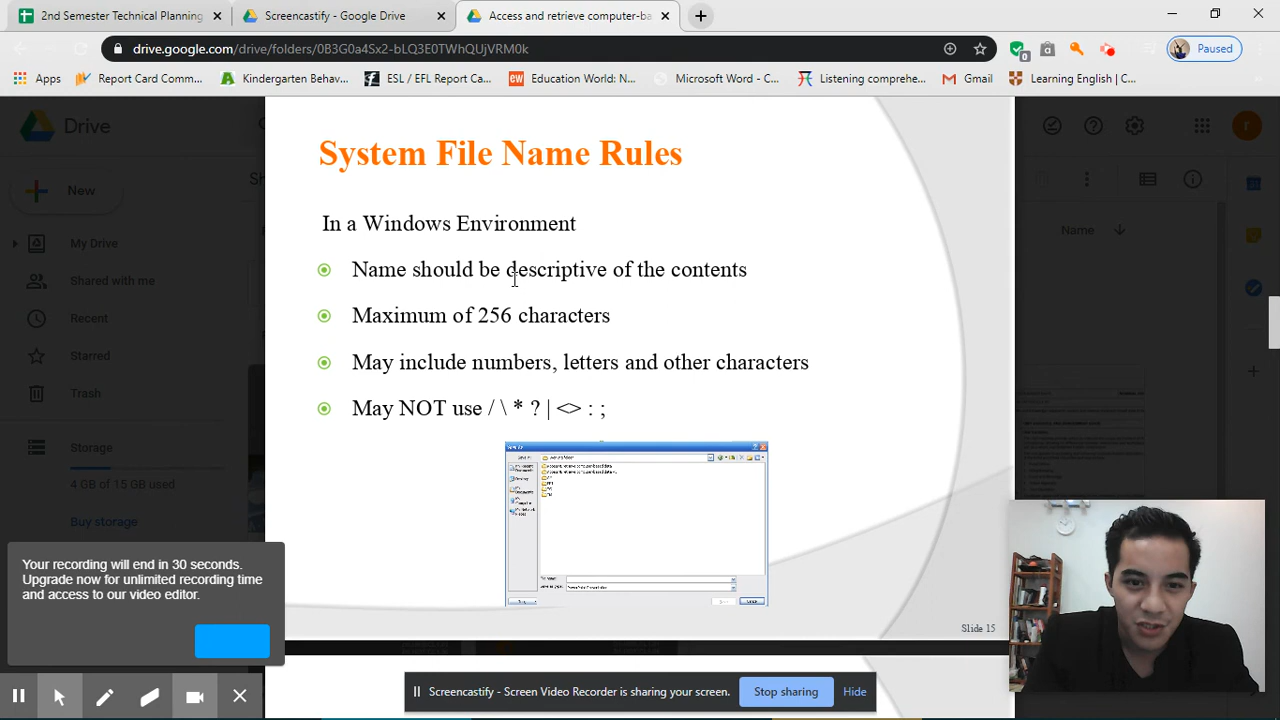 2nd Semester Technical Planning
Screencastify - Google Drive
Access and descriptive computer-ba
drive.google.com/drive/folders/0B3G0a4Sx2-bLQ3E0TWhQUjVRM0k
Paused
Apps
Report Card Comm...
Kindergarten Behav...
ESL / EFL Report Ca...
Education World: N...
Microsoft Word - C...
Listening comprehe...
Gmail
Learning English | C...
Drive
New
My Drive
Shared with me
Recent
Starred
Trash
Storage
4 GB of 15 GB used
Buy storage
Name
System File Name Rules
In a Windows Environment
Name should be descriptive of the contents
Maximum of 256 characters
May include numbers, letters and other characters
May NOT use / \ * ? | <> : ;
Slide 15
Your recording will end in 30 seconds.
Upgrade now for unlimited recording time
and access to our video editor.
Screencastify - Screen Video Recorder is sharing your screen.
Stop sharing
Hide